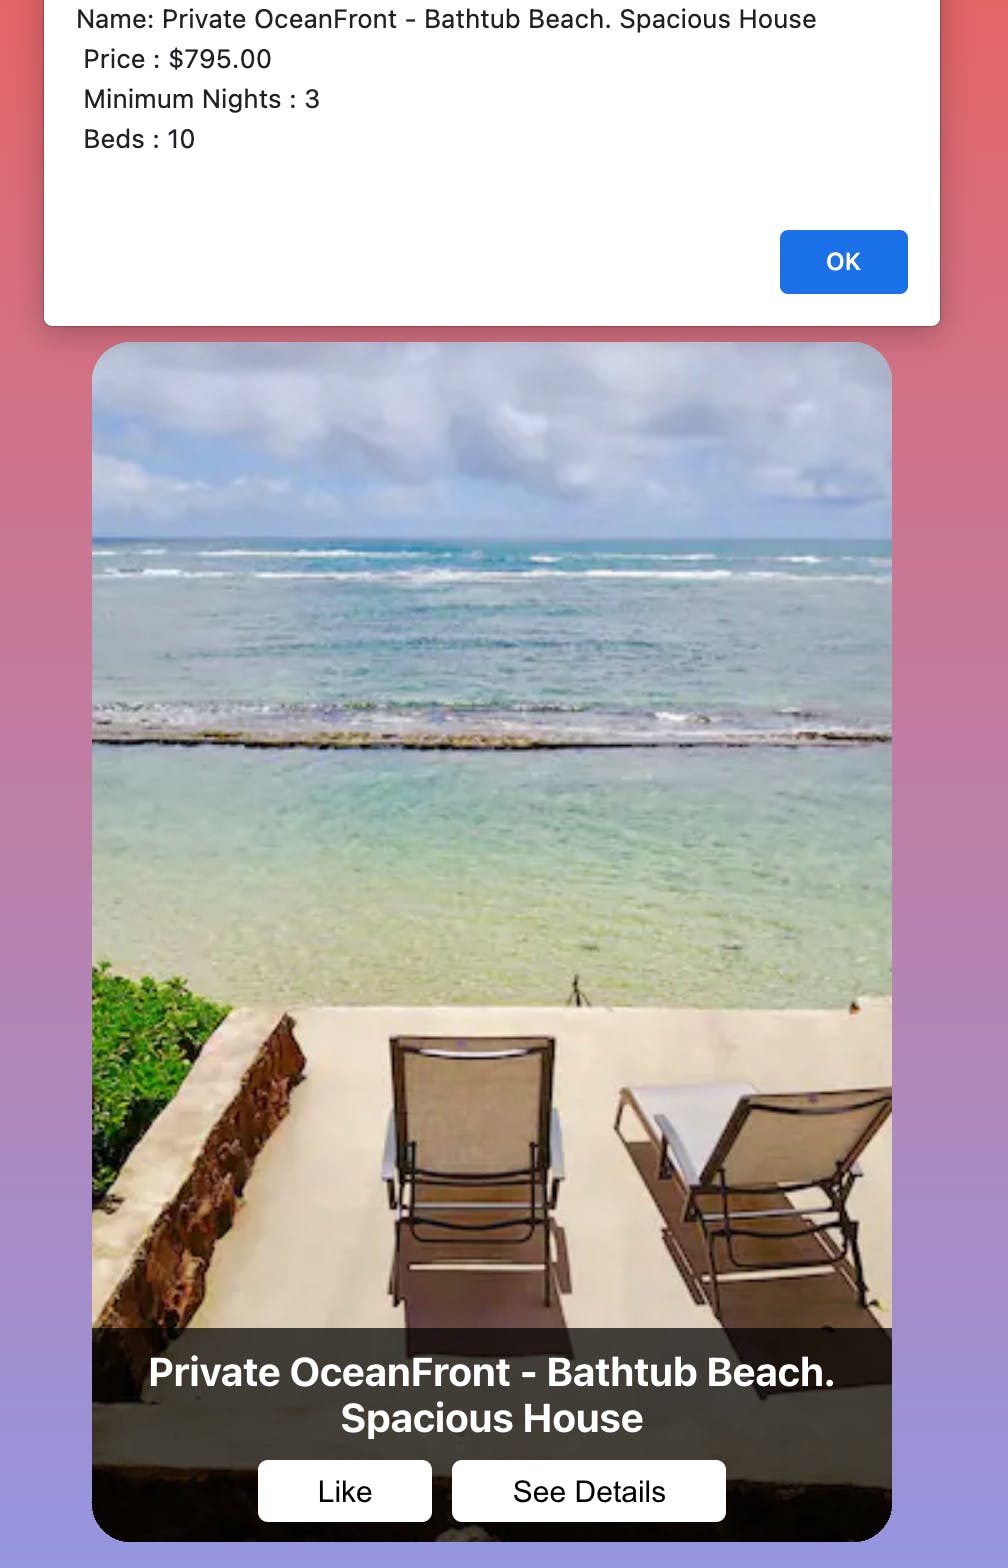 Name: Private OceanFront - Bathtub Beach. Spacious House
Price : $795.00
Minimum Nights : 3
Beds : 10
OK
Private OceanFront - Bathtub Beach.
Spacious House
Like
See Details